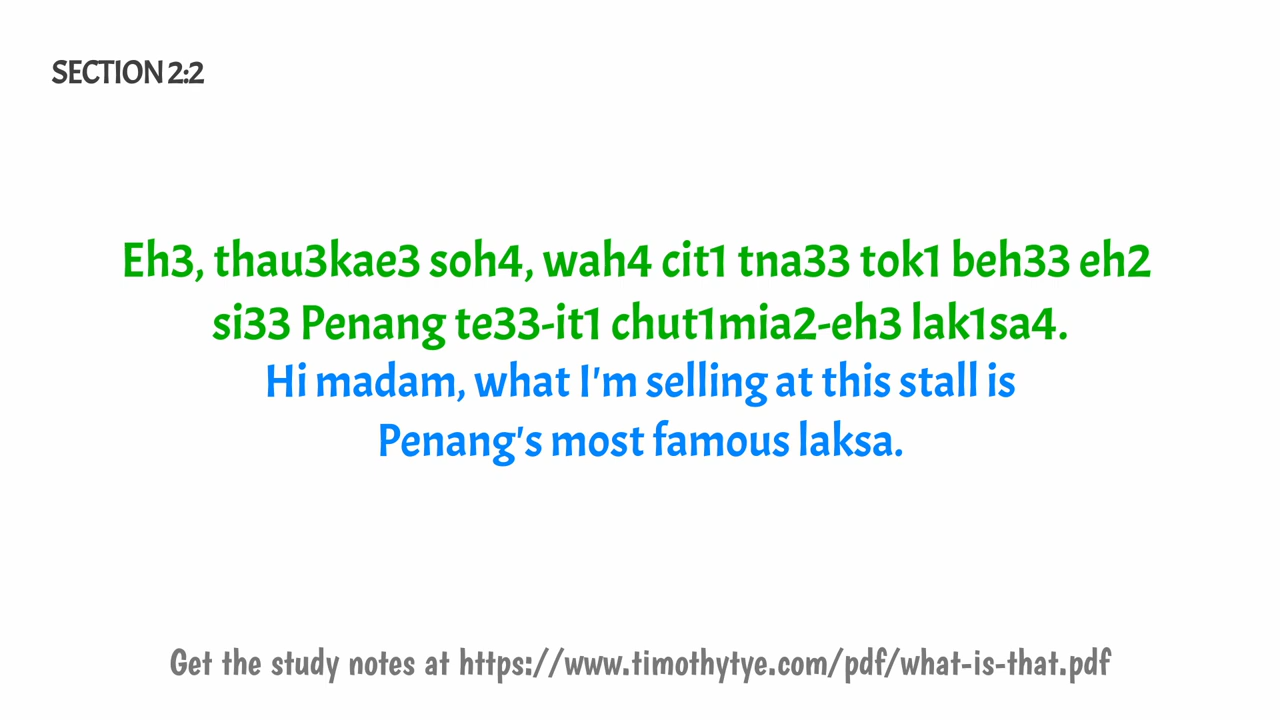 SECTION 2:2
Eh3, thau3kae3 soh4, wah4 cit1 tna33 tok1 beh33 eh2
si33 Penang te33-it1 chut1mia2-eh3 lak1sa4.
Hi madam, what I'm selling at this stall is
Penang's most famous laksa.
Get the study notes at https://www.timothytye.com/pdf/what-is-that.pdf